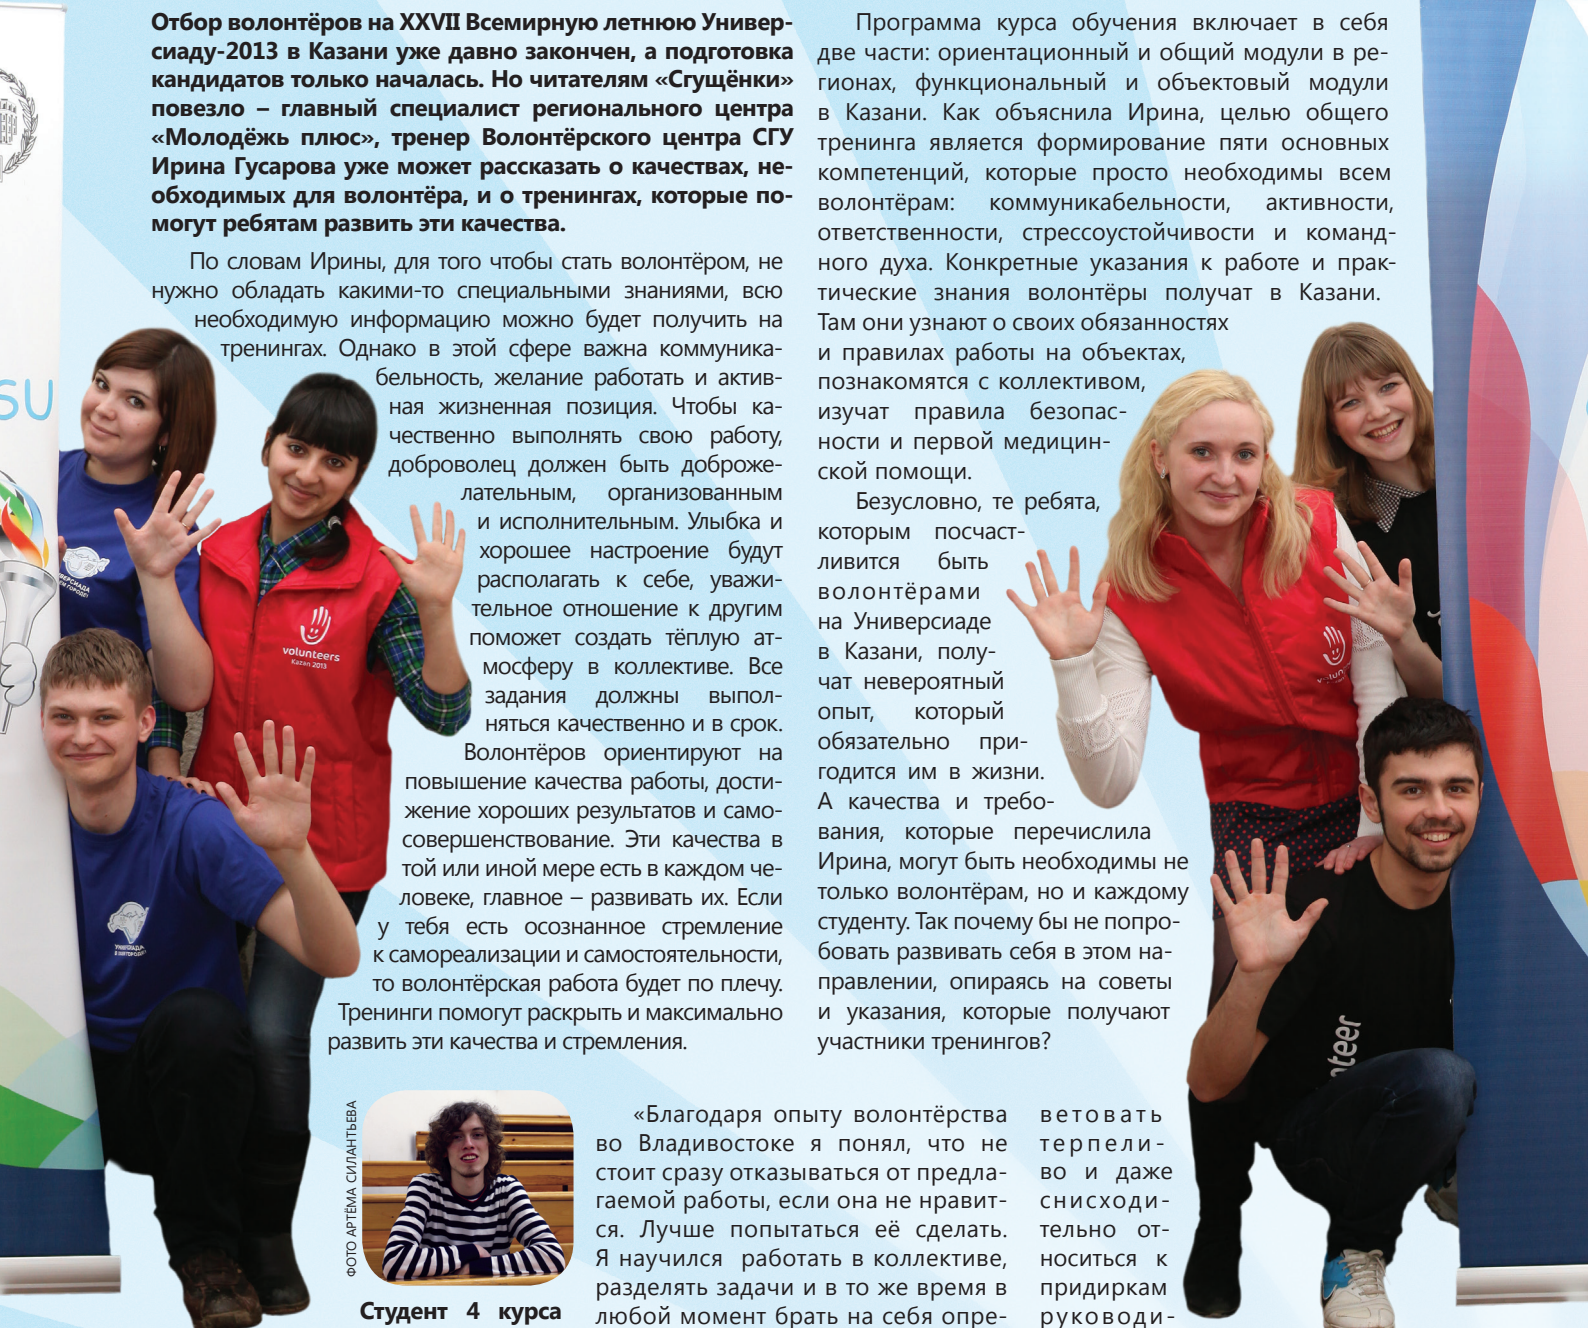 Отбор волонтёров на XXVII Всемирную летнюю Универ-
сиаду-2013 в Казани уже давно закончен, а подготовка
кандидатов только началась. Но читателям «Сгущёнки»
повезло – главный специалист регионального центра
«Молодёжь плюс», тренер Волонтёрского центра СГУ
Ирина Гусарова уже может рассказать о качествах, не-
обходимых для волонтёра, и о тренингах, которые по-
могут ребятам развить эти качества.
По словам Ирины, для того чтобы стать волонтёром, не
нужно обладать какими-то специальными знаниями, всю
необходимую информацию можно будет получить на
тренингах. Однако в этой сфере важна коммуника-
бельность, желание работать и актив-
ная жизненная позиция. Чтобы ка-
чественно выполнять свою работу,
доброволец должен быть доброже-
лательным, организованным
и исполнительным. Улыбка и
хорошее настроение будут
располагать к себе, уважи-
тельное отношение к другим
поможет создать тёплую ат-
мосферу в коллективе. Все
задания должны выпол-
няться качественно и в срок.
Волонтёров ориентируют на
повышение качества работы, дости-
жение хороших результатов и само-
совершенствование. Эти качества в
той или иной мере есть в каждом че-
ловеке, главное – развивать их. Если
у тебя есть осознанное стремление
к самореализации и самостоятельности,
то волонтёрская работа будет по плечу.
Тренинги помогут раскрыть и максимально
развить эти качества и стремления.
Программа курса обучения включает в себя
две части: ориентационный и общий модули в ре-
гионах, функциональный и объектовый модули
в Казани. Как объяснила Ирина, целью общего
тренинга является формирование пяти основных
компетенций, которые просто необходимы всем
волонтёрам: коммуникабельности, активности,
ответственности, стрессоустойчивости и команд-
ного духа. Конкретные указания к работе и прак-
тические знания волонтёры получат в Казани.
Там они узнают о своих обязанностях
и правилах работы на объектах,
познакомятся с коллективом,
изучат правила безопас-
ности и первой медицин-
ской помощи.
Безусловно, те ребята,
которым посчаст-
ливится быть
волонтёрами
на Универсиаде
в Казани, полу-
чат невероятный
опыт, который
обязательно при-
годится им в жизни.
А качества и требо-
вания, которые перечислила
Ирина, могут быть необходимы не
только волонтёрам, но и каждому
студенту. Так почему бы не попро-
бовать развивать себя в этом на-
правлении, опираясь на советы
и указания, которые получают
участники тренингов?
SU
volunteers
Kazan 2013
nteer
ФОТО АРТЁМА СИЛАНТЬЕВА
Студент 4 курса
«Благодаря опыту волонтёрства
во Владивостоке я понял, что не
стоит сразу отказываться от предла-
гаемой работы, если она не нравит-
ся. Лучше попытаться её сделать.
Я научился работать в коллективе,
разделять задачи и в то же время в
любой момент брать на себя опре-
ветовать
терпели-
во и даже
снисходи-
тельно от-
носиться к
придиркам
руководи-